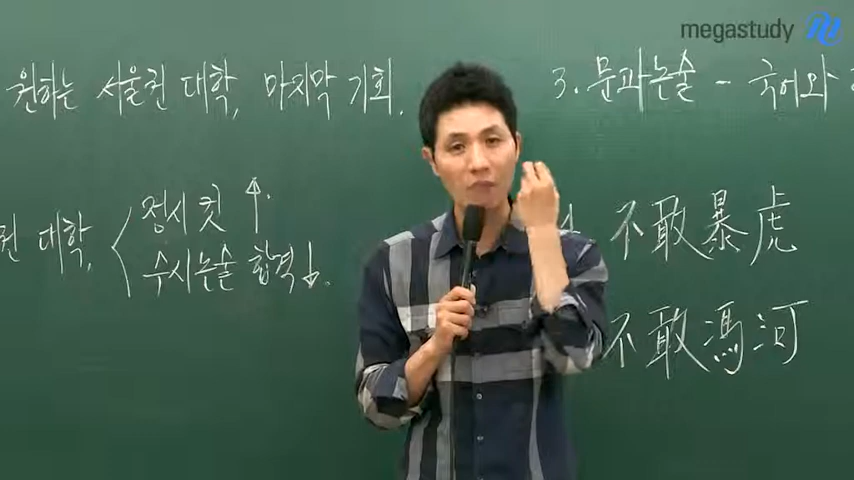 megastudy
원하는 서울권 대학, 마지막 기회.
3. 문과논술 - 국어와
대학, 정시 컷 ↑.
수시논술 합격↓.
不敢暴虎
不敢馮河